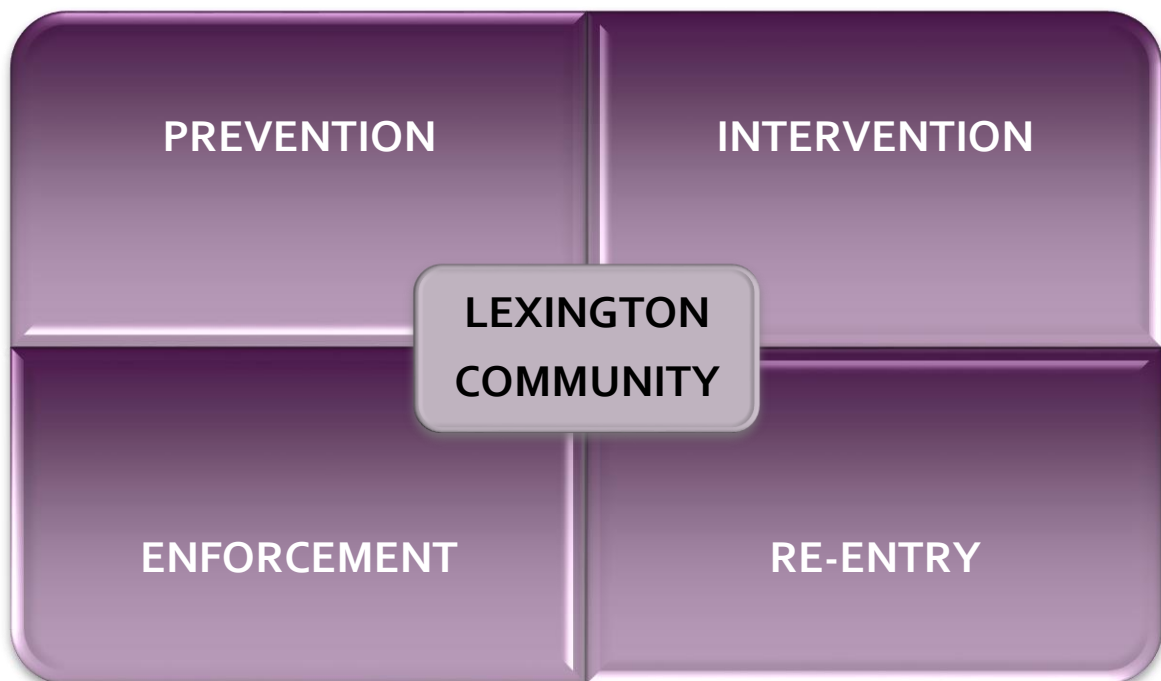 PREVENTION
INTERVENTION
LEXINGTON
COMMUNITY
ENFORCEMENT
RE-ENTRY